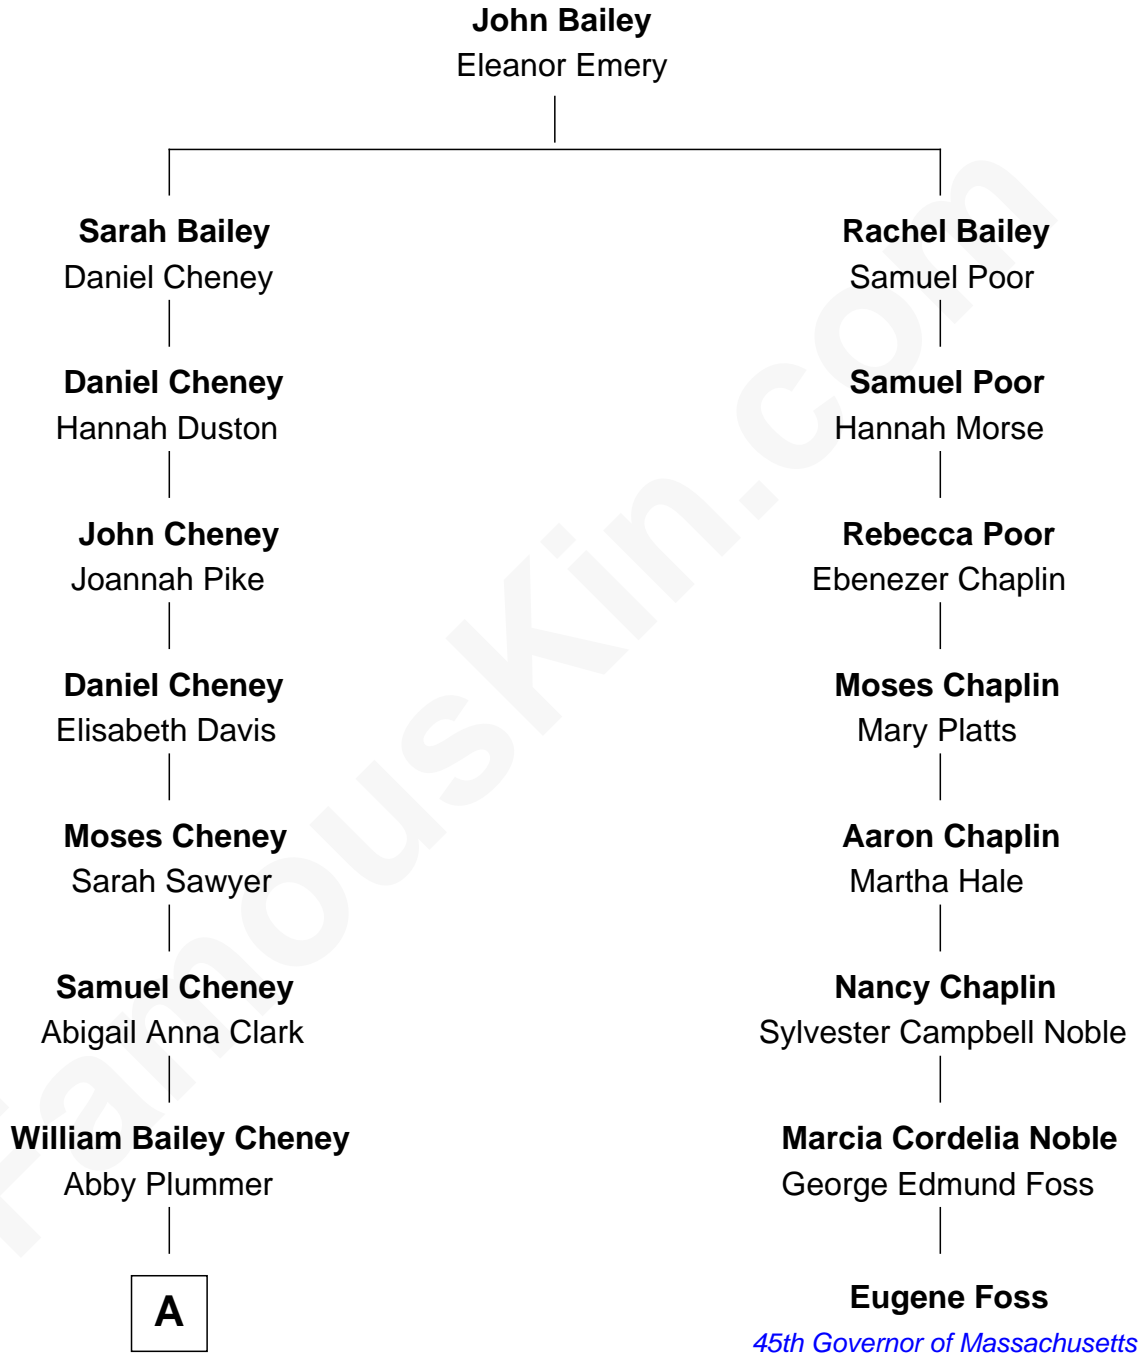 John Bailey
Eleanor Emery
Sarah Bailey
Daniel Cheney
Rachel Bailey
Samuel Poor
Daniel Cheney
Hannah Duston
Samuel Poor
Hannah Morse
John Cheney
Joannah Pike
Rebecca Poor
Ebenezer Chaplin
Daniel Cheney
Elisabeth Davis
Moses Chaplin
Mary Platts
Moses Cheney
Sarah Sawyer
Aaron Chaplin
Martha Hale
Samuel Cheney
Abigail Anna Clark
Nancy Chaplin
Sylvester Campbell Noble
William Bailey Cheney
Abby Plummer
Marcia Cordelia Noble
George Edmund Foss
A
Eugene Foss
45th Governor of Massachusetts
FamousKin.com